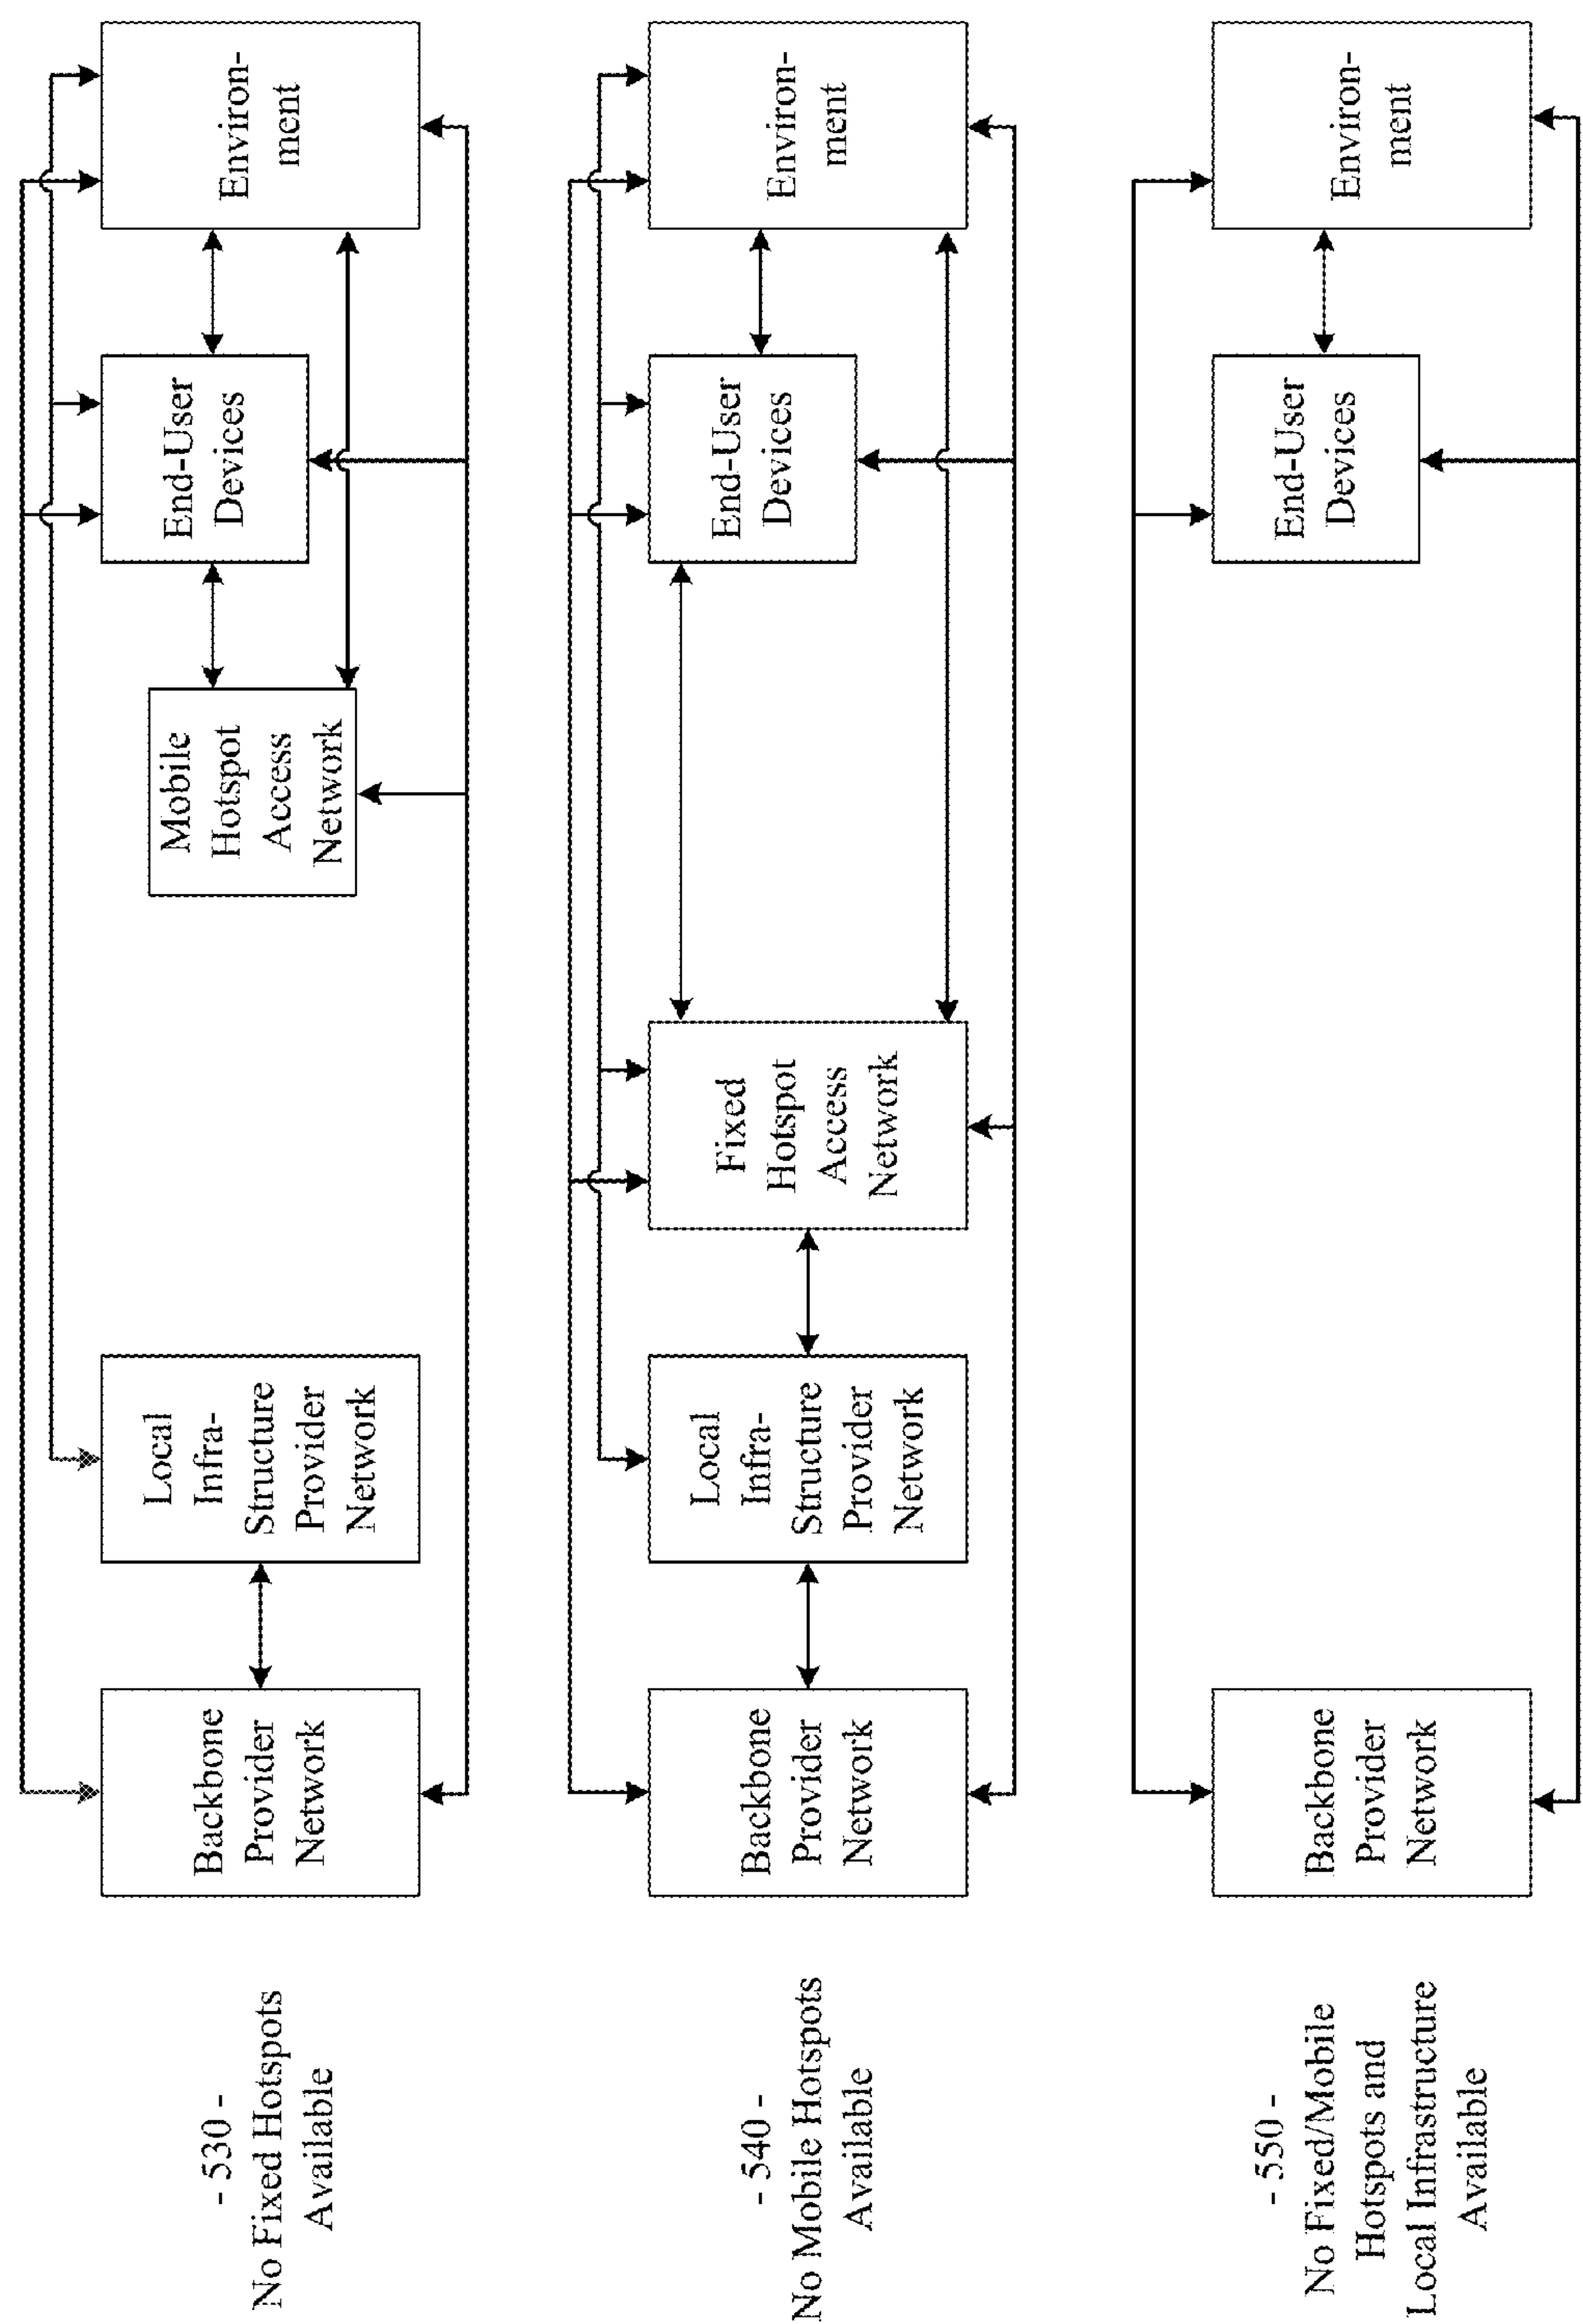 - 530 -
No Fixed Hotspots
Available
Backbone
Provider
Network
Local
Infra-
Structure
Provider
Network
Mobile
Hotspot
Access
Network
End-User
Devices
Environ-
ment
- 540 -
No Mobile Hotspots
Available
Backbone
Provider
Network
Local
Infra-
Structure
Provider
Network
Fixed
Hotspot
Access
Network
End-User
Devices
Environ-
ment
- 550 -
No Fixed/Mobile
Hotspots and
Local Infrastructure
Available
Backbone
Provider
Network
End-User
Devices
Environ-
ment